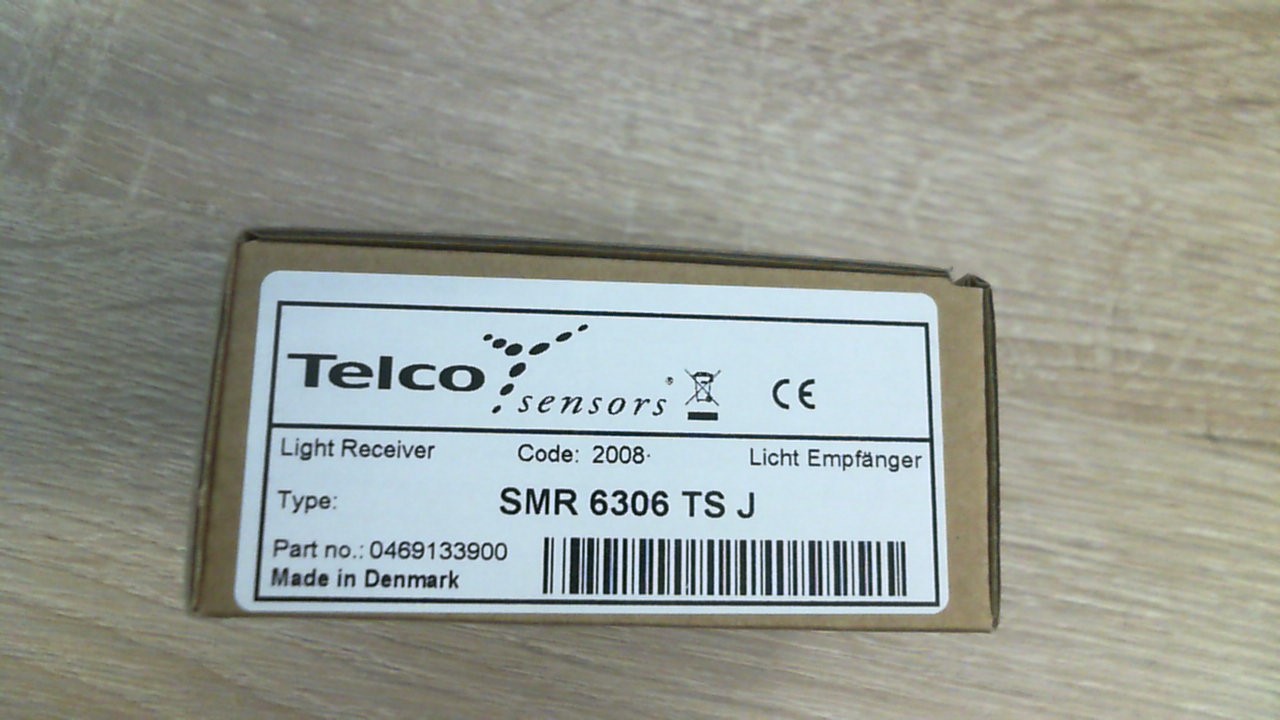 Telco sensors ®
CE
Light Receiver Code: 2008 Licht Empfänger
Type: SMR 6306 TS J
Part no.: 0469133900
Made in Denmark